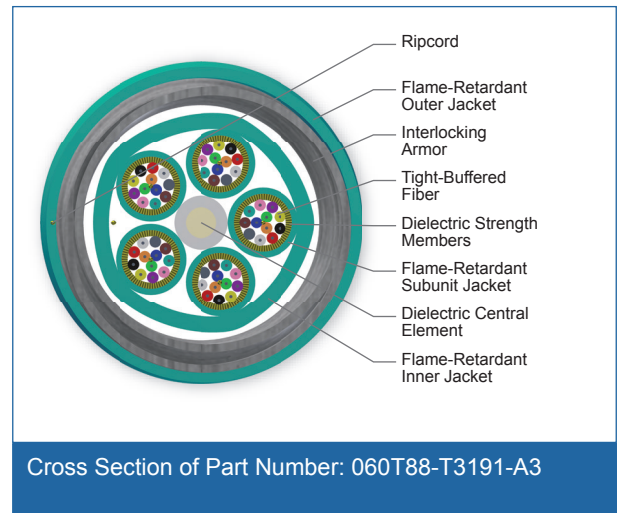 Ripcord
Flame-Retardant
Outer Jacket
Interlocking
Armor
Tight-Buffered
Fiber
Dielectric Strength
Members
Flame-Retardant
Subunit Jacket
Dielectric Central
Element
Flame-Retardant
Inner Jacket
Cross Section of Part Number: 060T88-T3191-A3